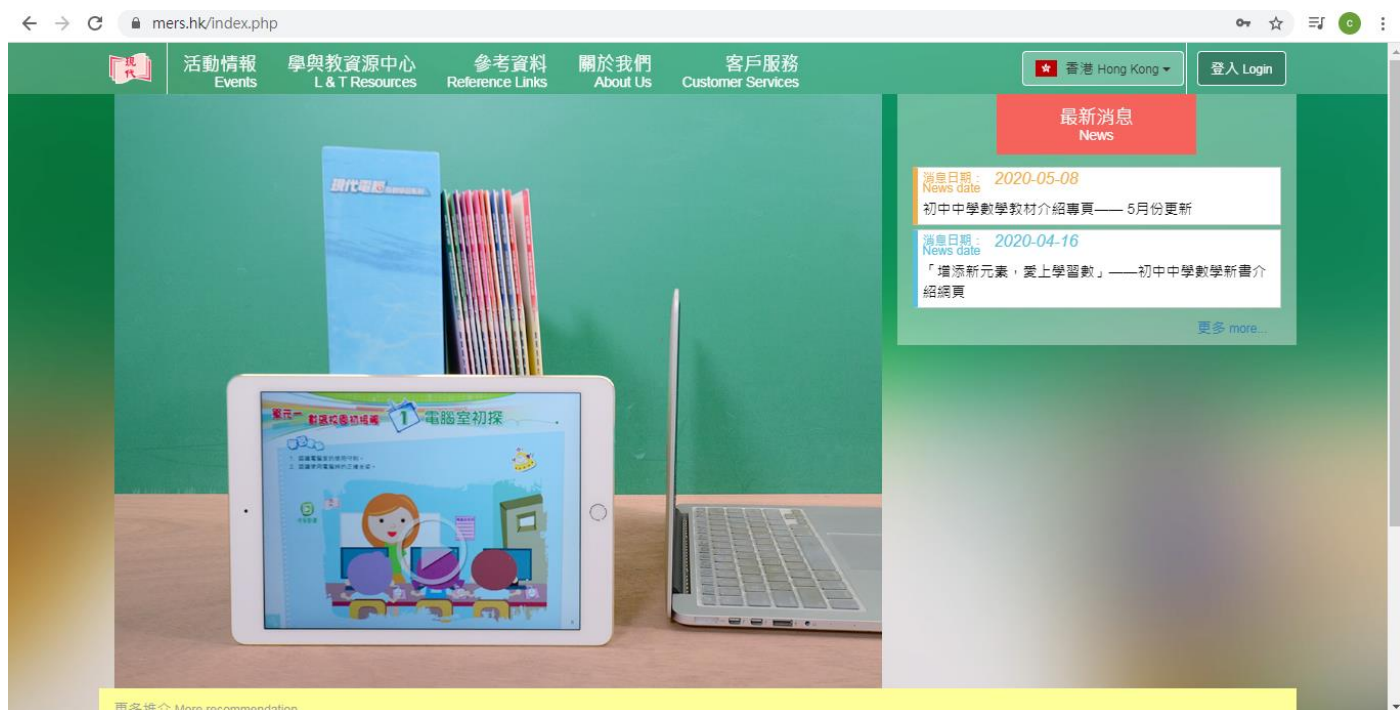 mers.hk/index.php
c
現代
活動情報
Events
學與教資源中心
L & T Resources
參考資料
Reference Links
關於我們
About Us
客戶服務
Customer Services
香港 Hong Kong
登入 Login
最新消息
News
消息日期：
News date
2020-05-08
初中中學數學教材介紹專頁—— 5月份更新
消息日期：
News date
2020-04-16
「增添新元素，愛上學習數」——初中中學數學新書介
紹網頁
更多 more...
現代電腦
單元一
1
電腦室初探
更多推介 More recommendation